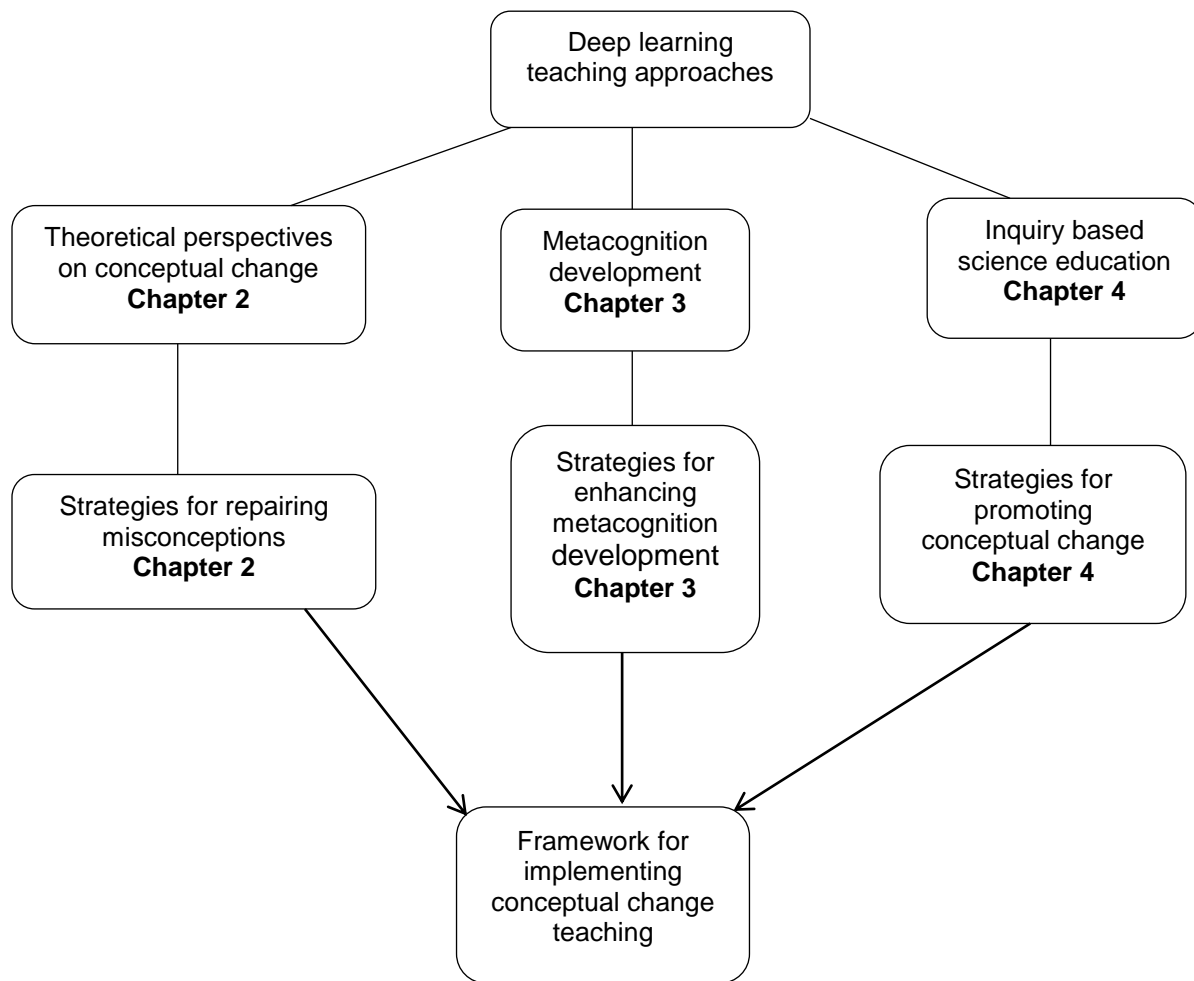 Deep learning
teaching approaches
Theoretical perspectives
on conceptual change
Chapter 2
Metacognition
development
Chapter 3
Inquiry based
science education
Chapter 4
Strategies for repairing
misconceptions
Chapter 2
Strategies for
enhancing
metacognition
development
Chapter 3
Strategies for
promoting
conceptual change
Chapter 4
Framework for
implementing
conceptual change
teaching